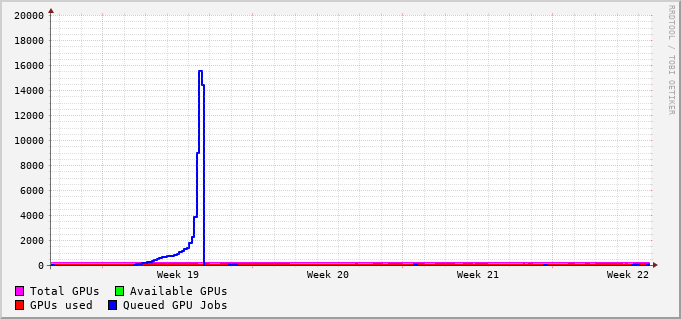 RRDTOOL / TOBI OETIKER
20000
18000
16000
14000
12000
10000
8000
6000
4000
2000
0
Week 19 Week 20 Week 21 Week 22
Total GPUs Available GPUs
GPUs used Queued GPU Jobs